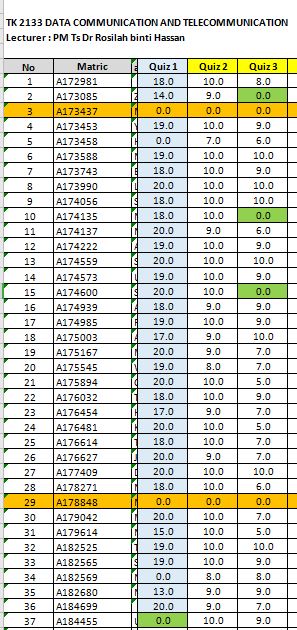 TK 2133 DATA COMMUNICATION AND TELECOMMUNICATION
Lecturer : PM Ts Dr Rosilah binti Hassan
No Matric Quiz 1 Quiz 2 Quiz 3
1 A172981 18.0 10.0 8.0
2 A173085 14.0 9.0 0.0
3 A173437 0.0 0.0 0.0
4 A173453 19.0 10.0 9.0
5 A173458 0.0 7.0 6.0
6 A173588 19.0 10.0 10.0
7 A173743 18.0 10.0 9.0
8 A173990 20.0 10.0 10.0
9 A174056 18.0 10.0 10.0
10 A174135 18.0 10.0 0.0
11 A174137 20.0 9.0 6.0
12 A174222 19.0 10.0 9.0
13 A174559 20.0 10.0 10.0
14 A174573 19.0 10.0 9.0
15 A174600 20.0 10.0 0.0
16 A174939 18.0 9.0 9.0
17 A174985 19.0 10.0 9.0
18 A175003 17.0 9.0 10.0
19 A175167 20.0 9.0 7.0
20 A175545 19.0 8.0 7.0
21 A175894 20.0 10.0 5.0
22 A176032 18.0 10.0 9.0
23 A176454 17.0 9.0 7.0
24 A176481 20.0 10.0 5.0
25 A176614 18.0 10.0 7.0
26 A176627 20.0 9.0 7.0
27 A177409 20.0 10.0 10.0
28 A178271 18.0 10.0 6.0
29 A178848 0.0 0.0 0.0
30 A179042 20.0 10.0 7.0
31 A179614 15.0 10.0 5.0
32 A182525 19.0 10.0 10.0
33 A182565 19.0 10.0 9.0
34 A182569 0.0 8.0 8.0
35 A182680 13.0 9.0 9.0
36 A184699 20.0 9.0 7.0
37 A184455 0.0 10.0 9.0